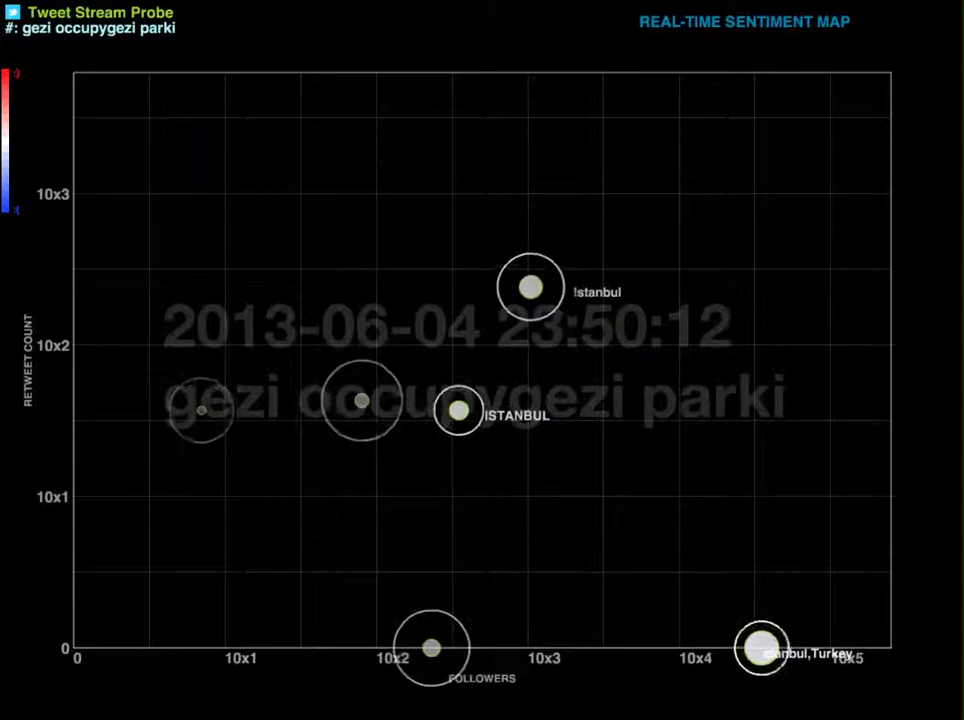 Tweet Stream Probe
#: gezi occupygezi parki
REAL-TIME SENTIMENT MAP
:)
:(
10x3
10x2
10x1
0
RETWEET COUNT
2013-06-04 23:50:12
gezi occupygezi parki
!stanbul
ISTANBUL
Turkey
0
10x1
10x2
10x3
10x4
10x5
FOLLOWERS